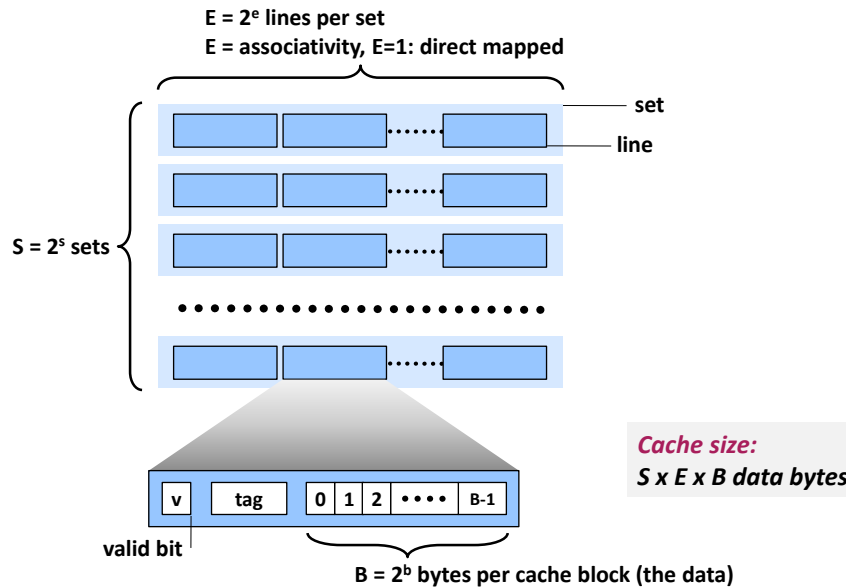 E = 2ᵉ lines per set
E = associativity, E=1: direct mapped
set
line
S = 2ˢ sets
Cache size:
S x E x B data bytes
v
tag
0 1 2 •••• B-1
valid bit
B = 2ᵇ bytes per cache block (the data)